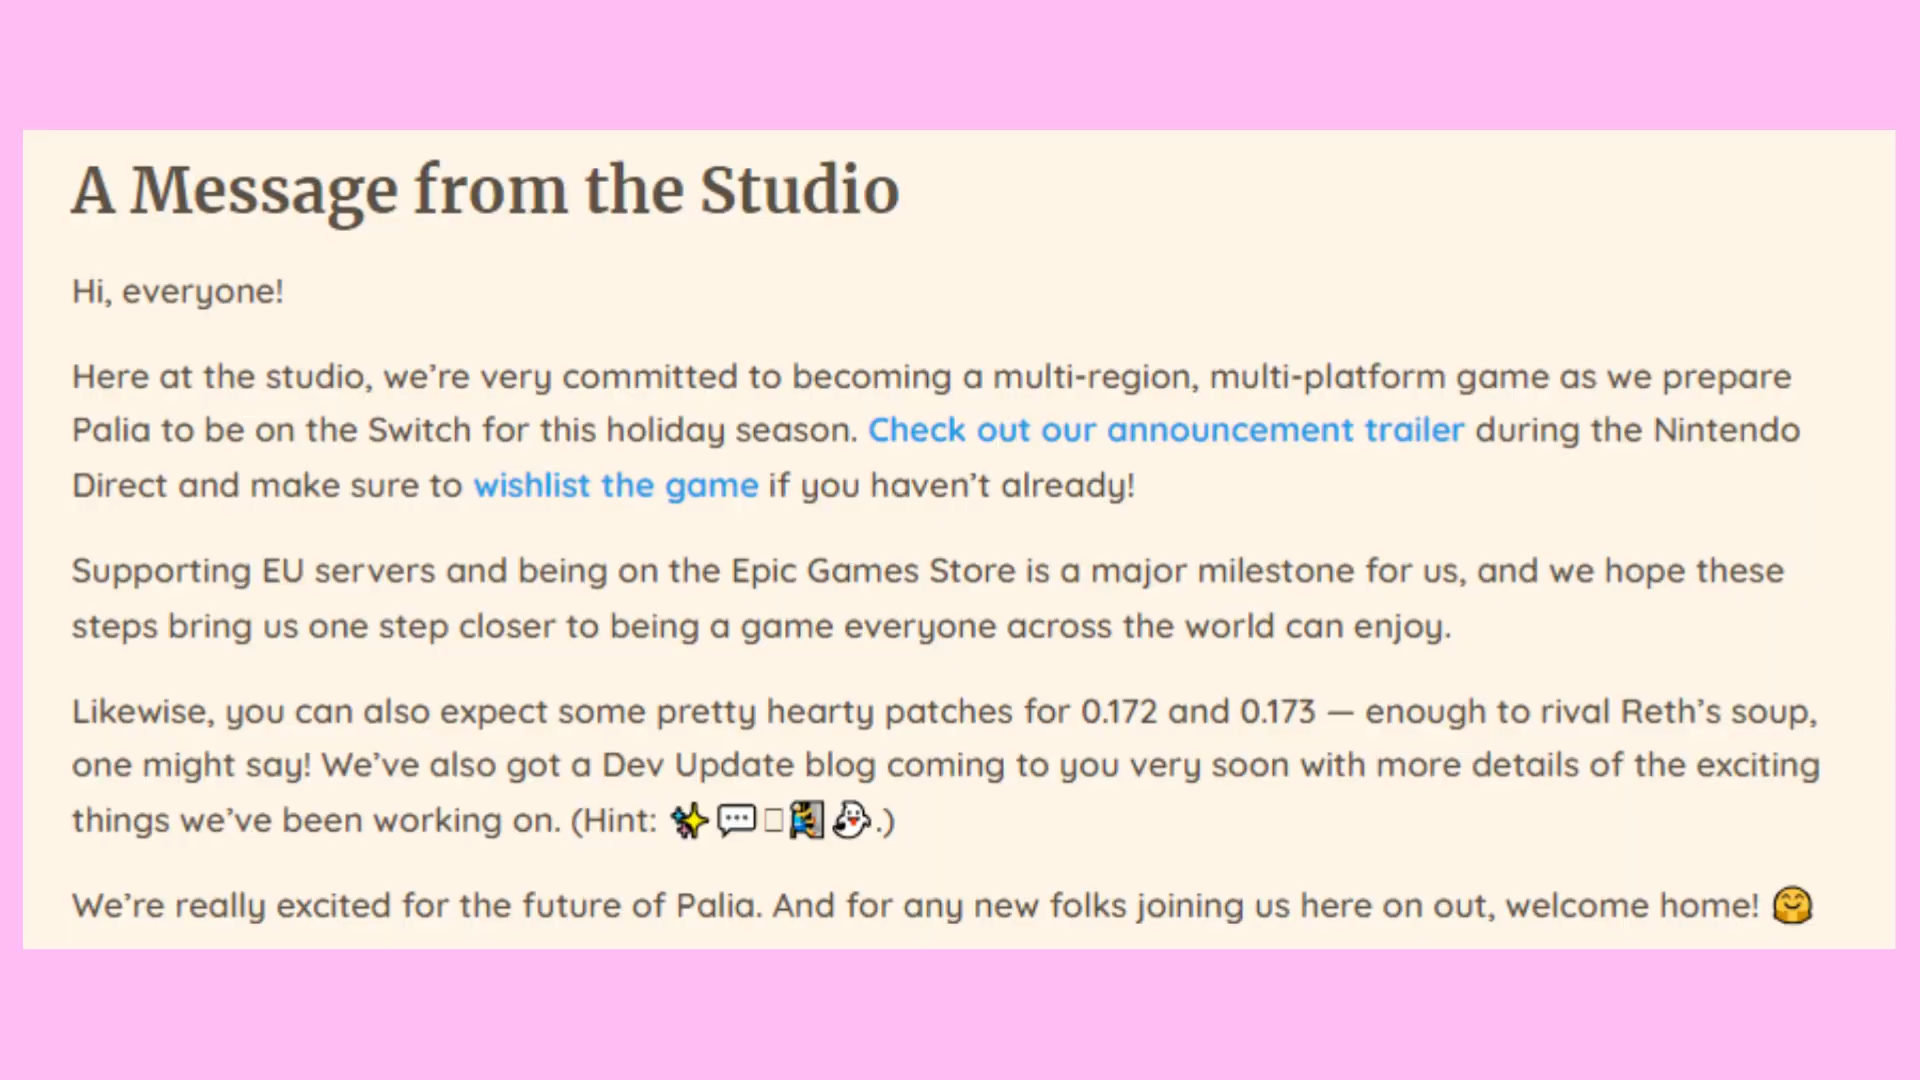 A Message from the Studio
Hi, everyone!
Here at the studio, we’re very committed to becoming a multi-region, multi-platform game as we prepare
Palia to be on the Switch for this holiday season. Check out our announcement trailer during the Nintendo
Direct and make sure to wishlist the game if you haven’t already!
Supporting EU servers and being on the Epic Games Store is a major milestone for us, and we hope these
steps bring us one step closer to being a game everyone across the world can enjoy.
Likewise, you can also expect some pretty hearty patches for 0.172 and 0.173 — enough to rival Reth’s soup,
one might say! We’ve also got a Dev Update blog coming to you very soon with more details of the exciting
things we’ve been working on. (Hint: ✨💬□🧗👻.)
We’re really excited for the future of Palia. And for any new folks joining us here on out, welcome home! 🤗